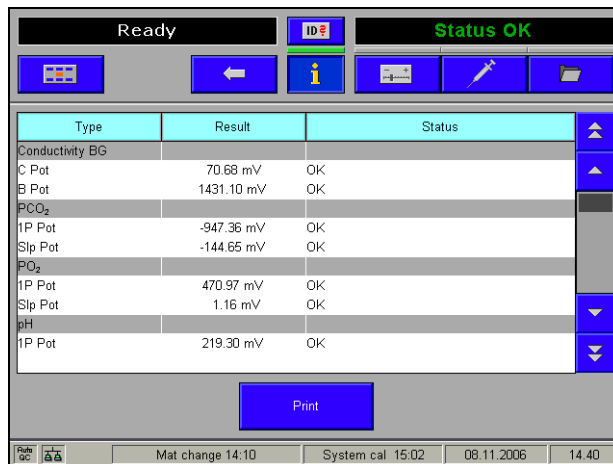 Ready ID Status OK
i
Type Result Status
Conductivity BG
C Pot 70.68 mV OK
B Pot 1431.10 mV OK
PCO₂
1P Pot -947.36 mV OK
Slp Pot -144.65 mV OK
PO₂
1P Pot 470.97 mV OK
Slp Pot 1.16 mV OK
pH
1P Pot 219.30 mV OK
Print
Auto QC Mat change 14:10 System cal 15:02 08.11.2006 14.40